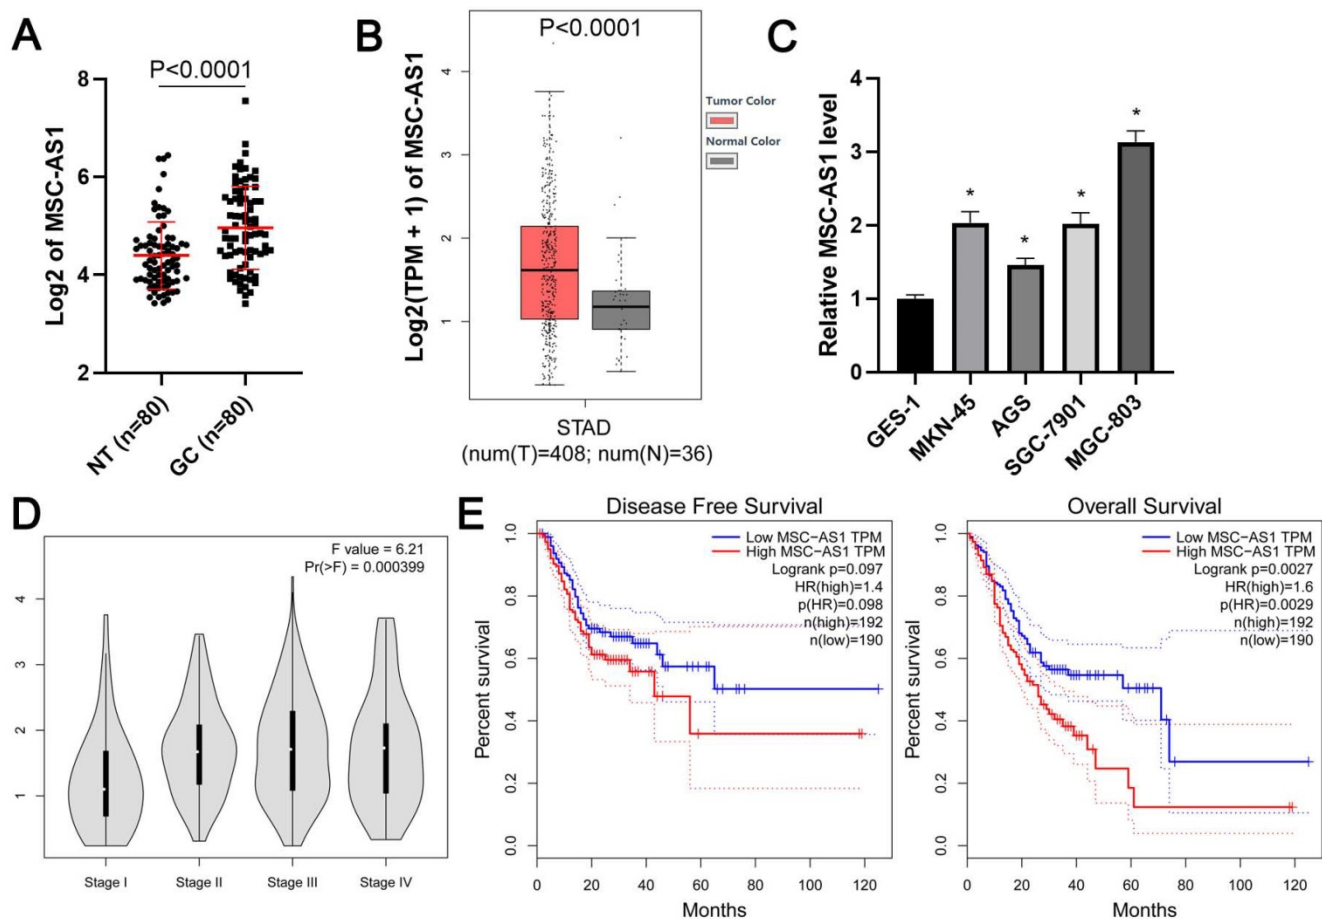 A
P<0.0001
Log2 of MSC-AS1
8
6
4
2
NT (n=80)
GC (n=80)
B
P<0.0001
Log2(TPM + 1) of MSC-AS1
4
3
2
1
Tumor Color
Normal Color
STAD
(num(T)=408; num(N)=36)
C
Relative MSC-AS1 level
4
3
2
1
0
*
*
*
*
GES-1
MKN-45
AGS
SGC-7901
MGC-803
D
F value = 6.21
Pr(>F) = 0.000399
4
3
2
1
Stage I
Stage II
Stage III
Stage IV
E
Disease Free Survival
Low MSC-AS1 TPM
High MSC-AS1 TPM
Logrank p=0.097
HR(high)=1.4
p(HR)=0.098
n(high)=192
n(low)=190
Percent survival
1.0
0.8
0.6
0.4
0.2
0.0
0 20 40 60 80 100 120
Months
Overall Survival
Low MSC-AS1 TPM
High MSC-AS1 TPM
Logrank p=0.0027
HR(high)=1.6
p(HR)=0.0029
n(high)=192
n(low)=190
Percent survival
1.0
0.8
0.6
0.4
0.2
0.0
0 20 40 60 80 100 120
Months